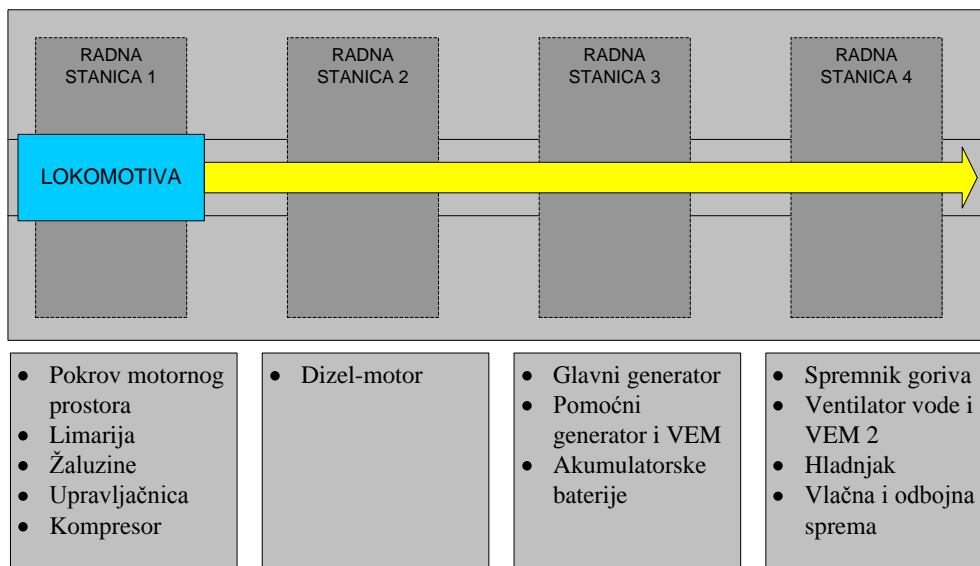 RADNA
STANICA 1
RADNA
STANICA 2
RADNA
STANICA 3
RADNA
STANICA 4
LOKOMOTIVA
• Pokrov motornog
prostora
• Limarija
• Žaluzine
• Upravljačnica
• Kompresor
• Dizel-motor
• Glavni generator
• Pomoćni
generator i VEM
• Akumulatorske
baterije
• Spremnik goriva
• Ventilator vode i
VEM 2
• Hladnjak
• Vlačna i odbojna
sprema